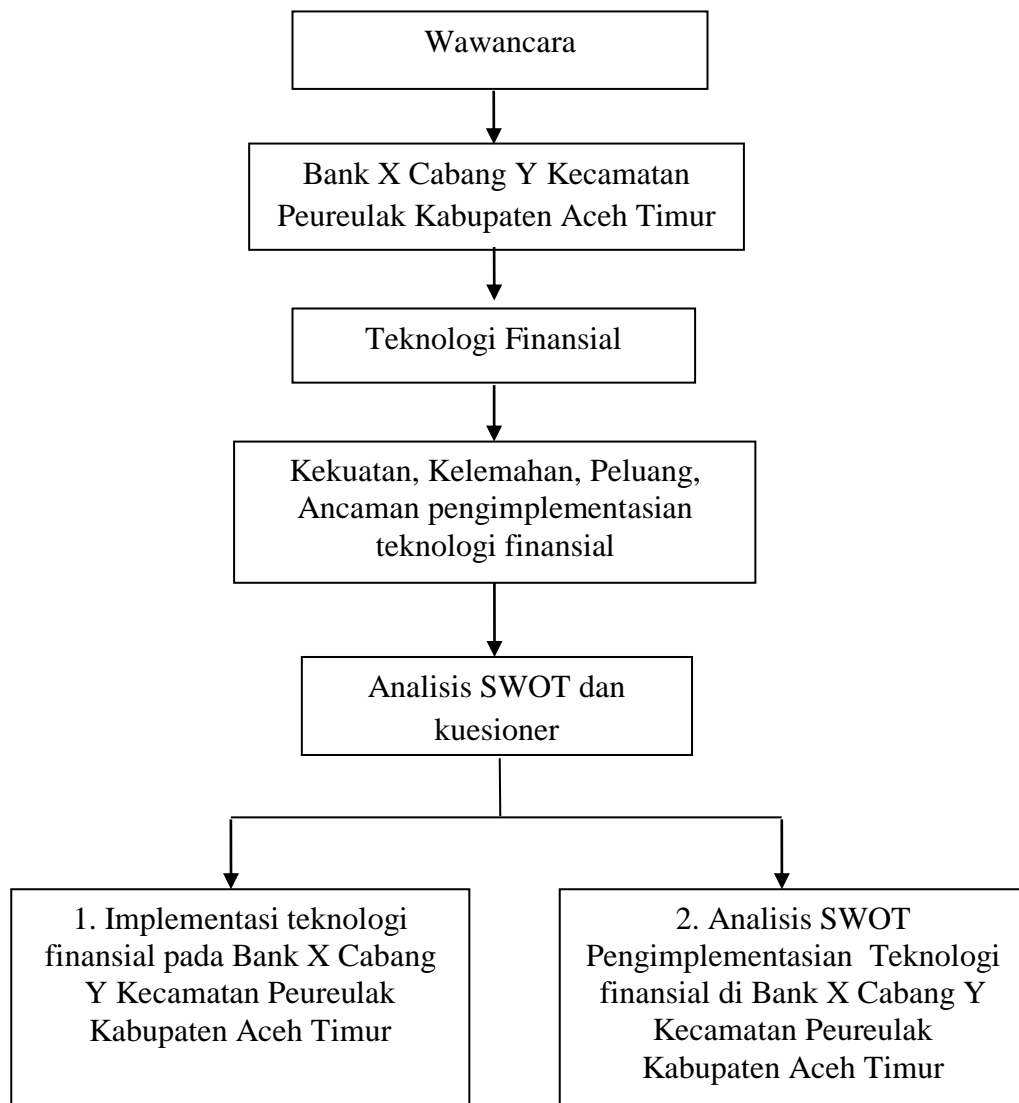 Wawancara
Bank X Cabang Y Kecamatan
Peureulak Kabupaten Aceh Timur
Teknologi Finansial
Kekuatan, Kelemahan, Peluang,
Ancaman pengimplementasian
teknologi finansial
Analisis SWOT dan
kuesioner
1. Implementasi teknologi
finansial pada Bank X Cabang
Y Kecamatan Peureulak
Kabupaten Aceh Timur
2. Analisis SWOT
Pengimplementasian Teknologi
finansial di Bank X Cabang Y
Kecamatan Peureulak
Kabupaten Aceh Timur